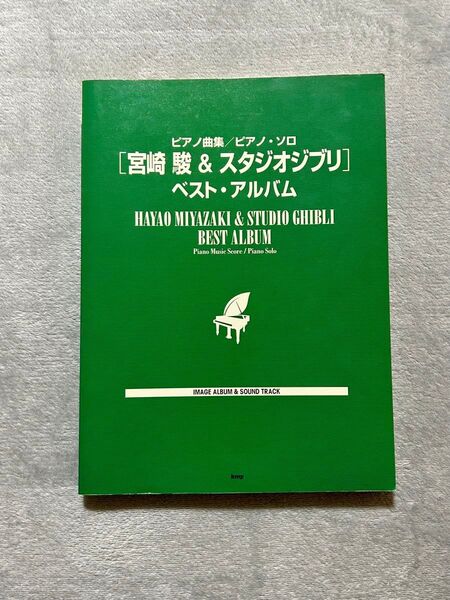 ピアノ曲集／ピアノ・ソロ
［宮崎 駿 & スタジオジブリ］
ベスト・アルバム
HAYAO MIYAZAKI & STUDIO GHIBLI
BEST ALBUM
Piano Music Score / Piano Solo
IMAGE ALBUM & SOUND TRACK
kmp